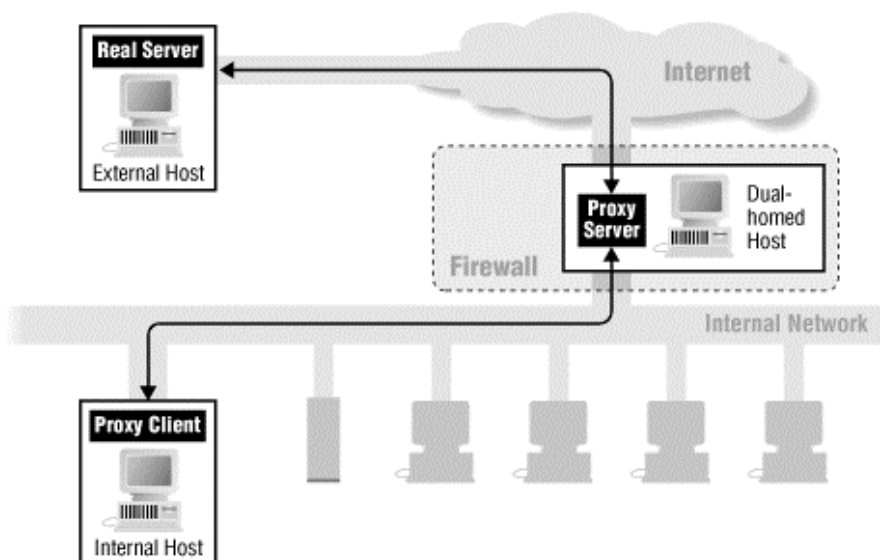 Real Server
External Host
Internet
Proxy
Server
Dual-
homed
Host
Firewall
Internal Network
Proxy Client
Internal Host